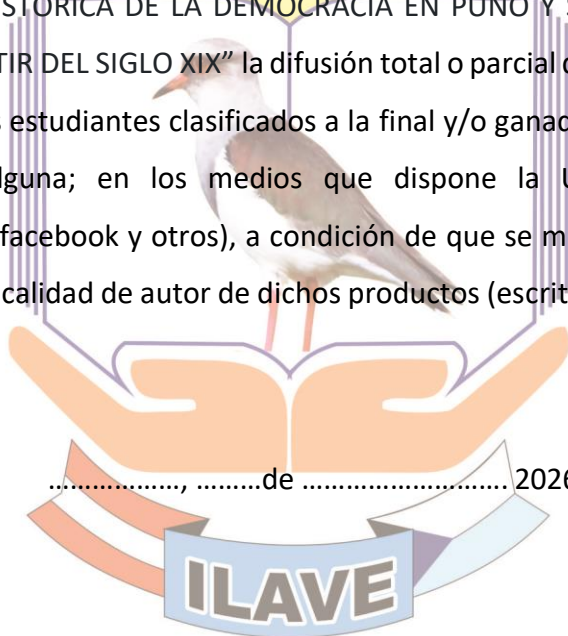 STÓRICA DE LA DEMOCRACIA EN PUNO Y S
TIR DEL SIGLO XIX” la difusión total o parcial
s estudiantes clasificados a la final y/o ganad
lguna; en los medios que dispone la U
facebook y otros), a condición de que se m
calidad de autor de dichos productos (escrit
………………, ………de ……………………. 2026
ILAVE